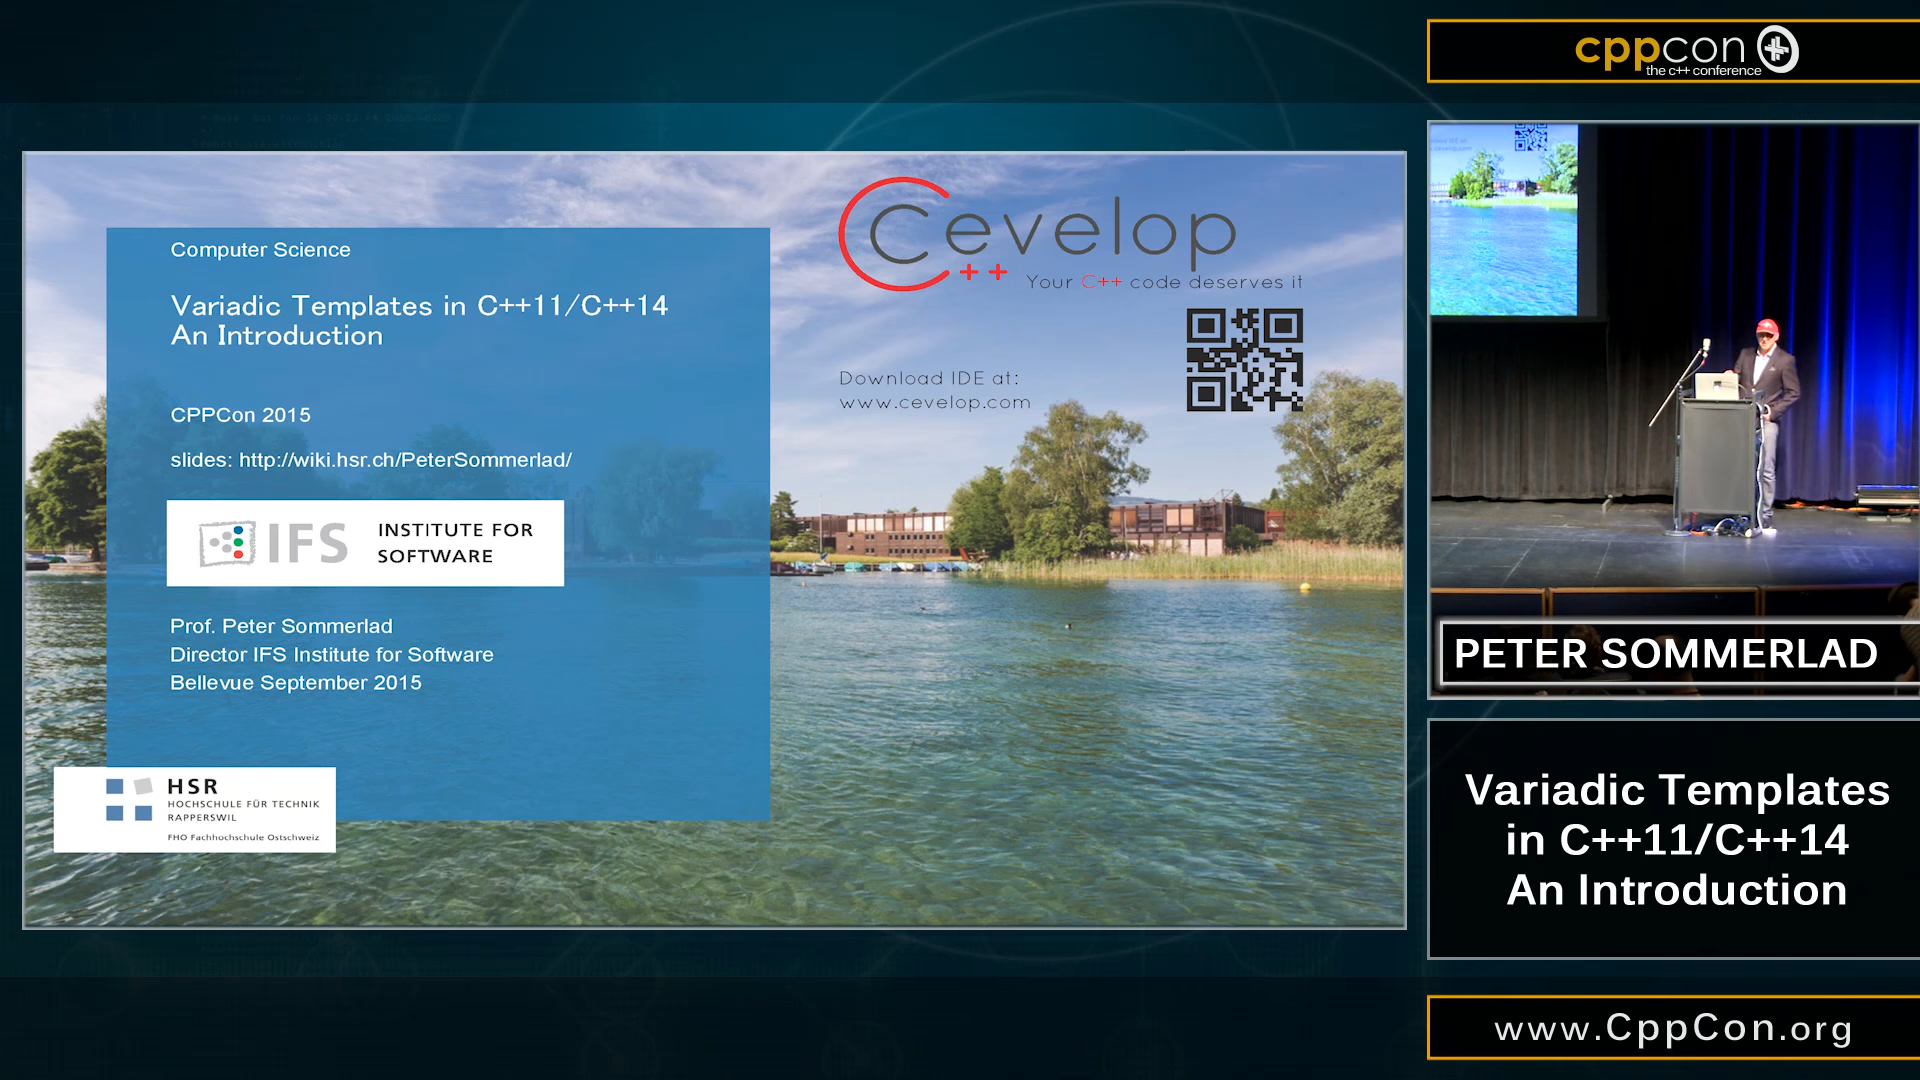 Computer Science
Variadic Templates in C++11/C++14
An Introduction
CPPCon 2015
slides: http://wiki.hsr.ch/PeterSommerlad/
IFS
INSTITUTE FOR
SOFTWARE
Prof. Peter Sommerlad
Director IFS Institute for Software
Bellevue September 2015
HSR
HOCHSCHULE FÜR TECHNIK
RAPPERSWIL
FHO Fachhochschule Ostschweiz
Cevelop
++
Your C++ code deserves it
Download IDE at:
www.cevelop.com
cppcon
the c++ conference
PETER SOMMERLAD
Variadic Templates
in C++11/C++14
An Introduction
www.CppCon.org